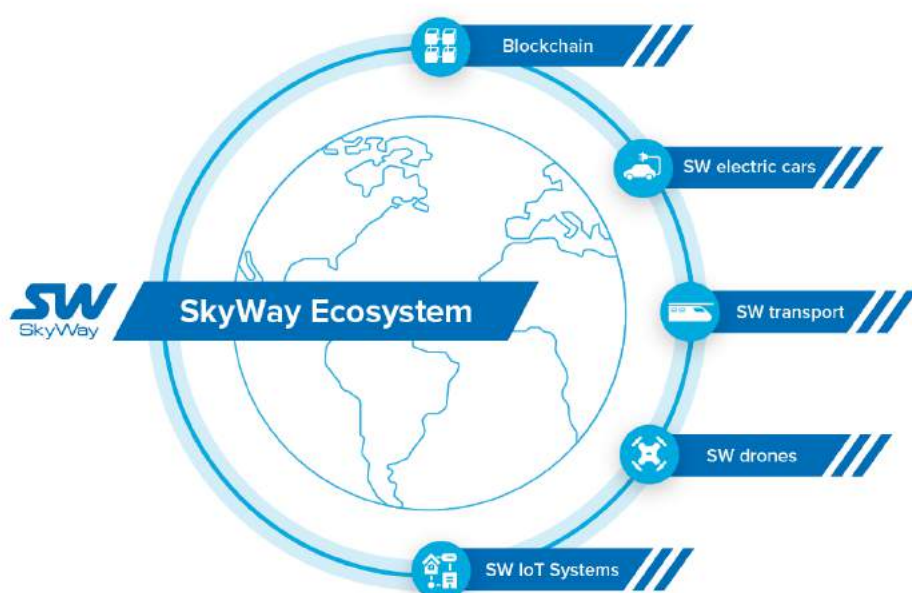 Blockchain
SW electric cars
SW
SkyWay
SkyWay Ecosystem
SW transport
SW drones
SW IoT Systems